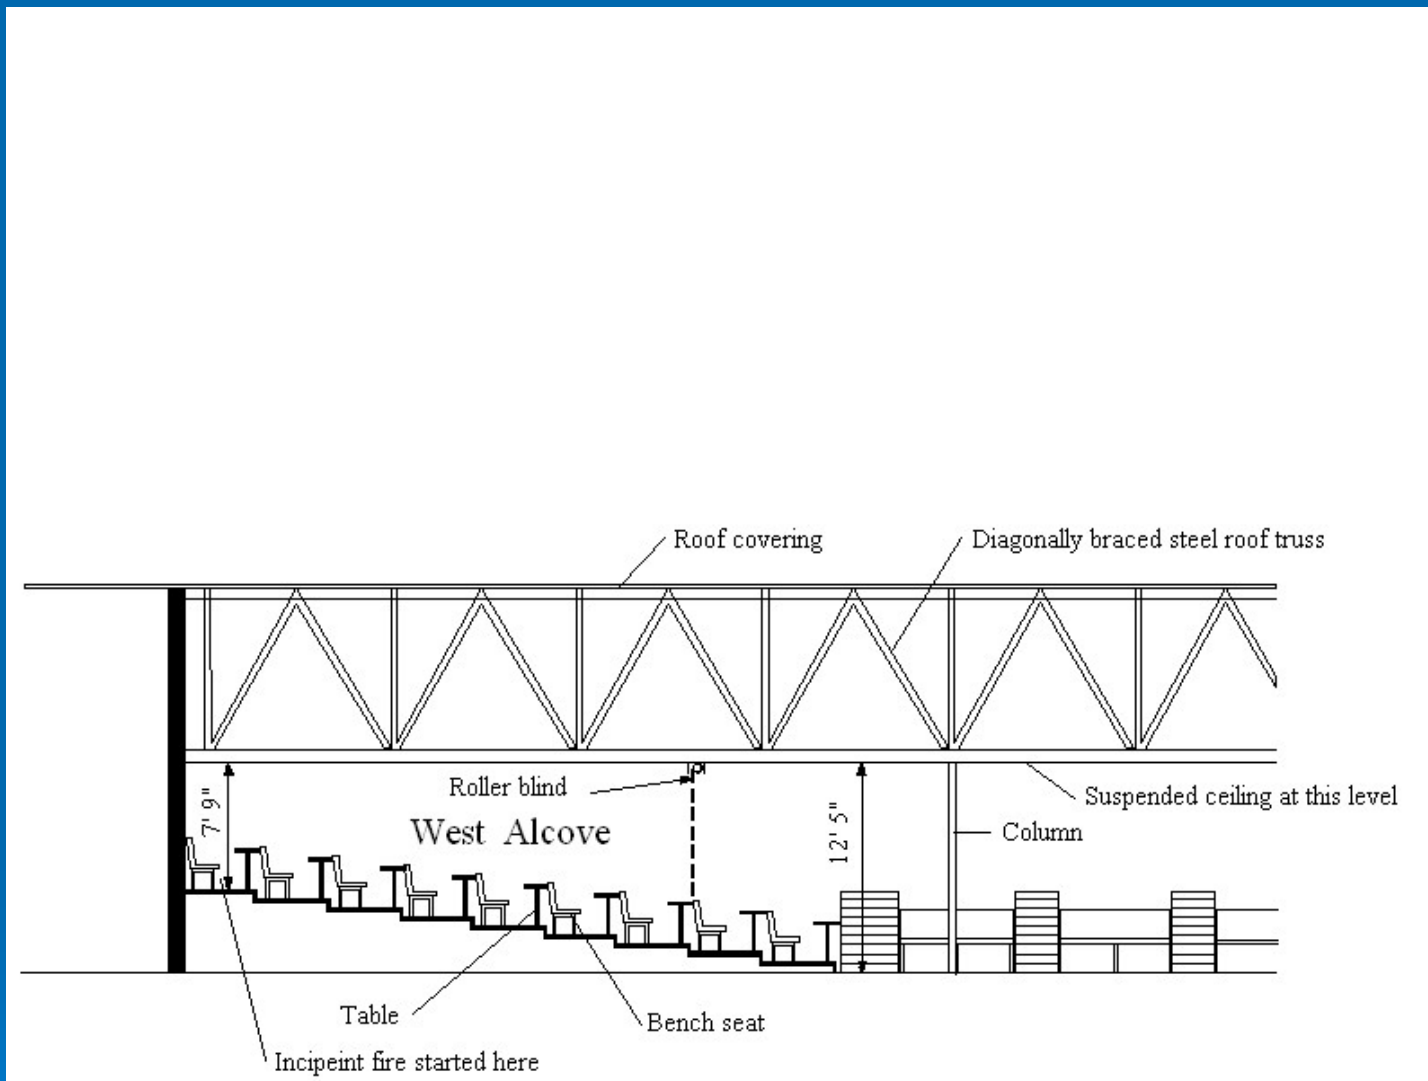 Roof covering
Diagonally braced steel roof truss
Roller blind
Suspended ceiling at this level
7' 9"
West Alcove
12' 5"
Column
Table
Bench seat
Incipeint fire started here